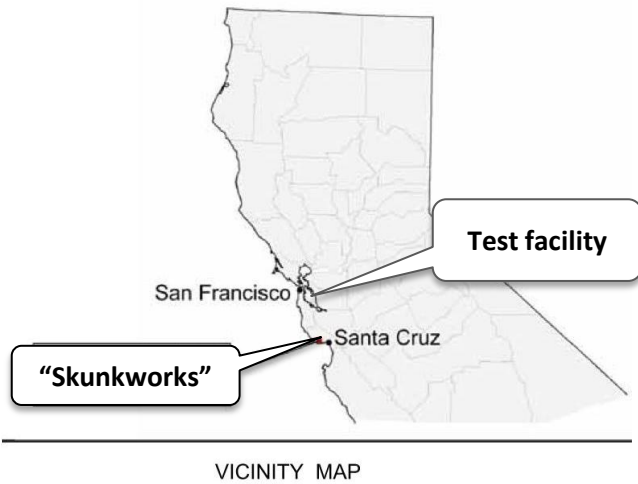 Test facility
San Francisco
Santa Cruz
“Skunkworks”
VICINITY MAP